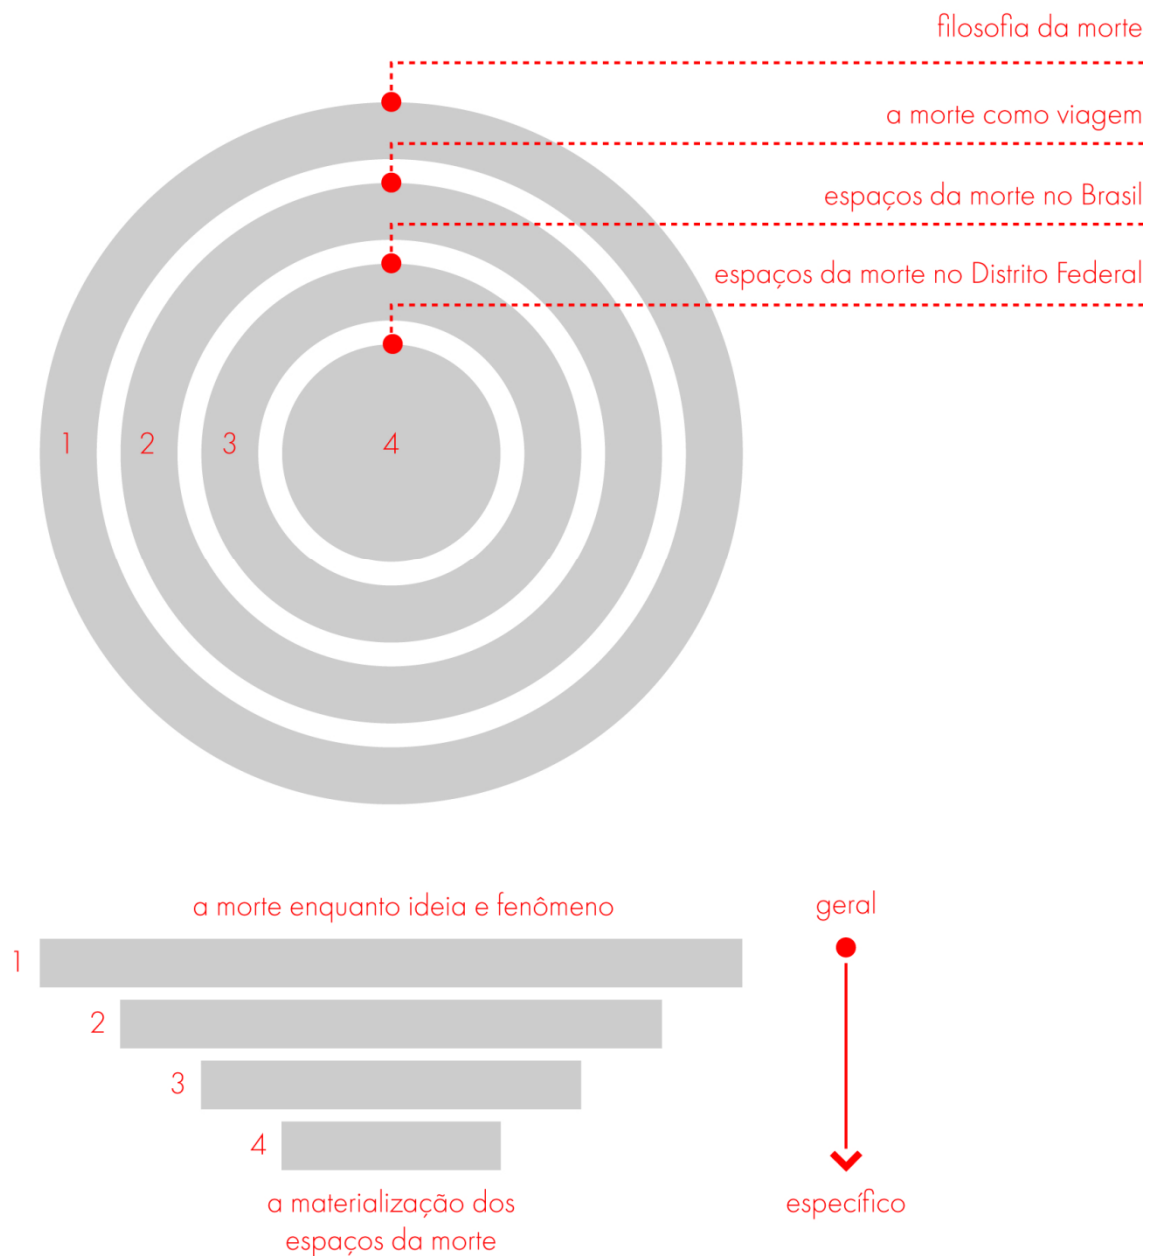 filosofia da morte
a morte como viagem
espaços da morte no Brasil
espaços da morte no Distrito Federal
1 2 3 4
a morte enquanto ideia e fenômeno
geral
1
2
3
4
a materialização dos
espaços da morte
específico